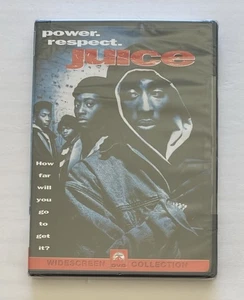 power.
respect.
juice
How
far
will
you
go
to
get
it?
WIDESCREEN COLLECTION